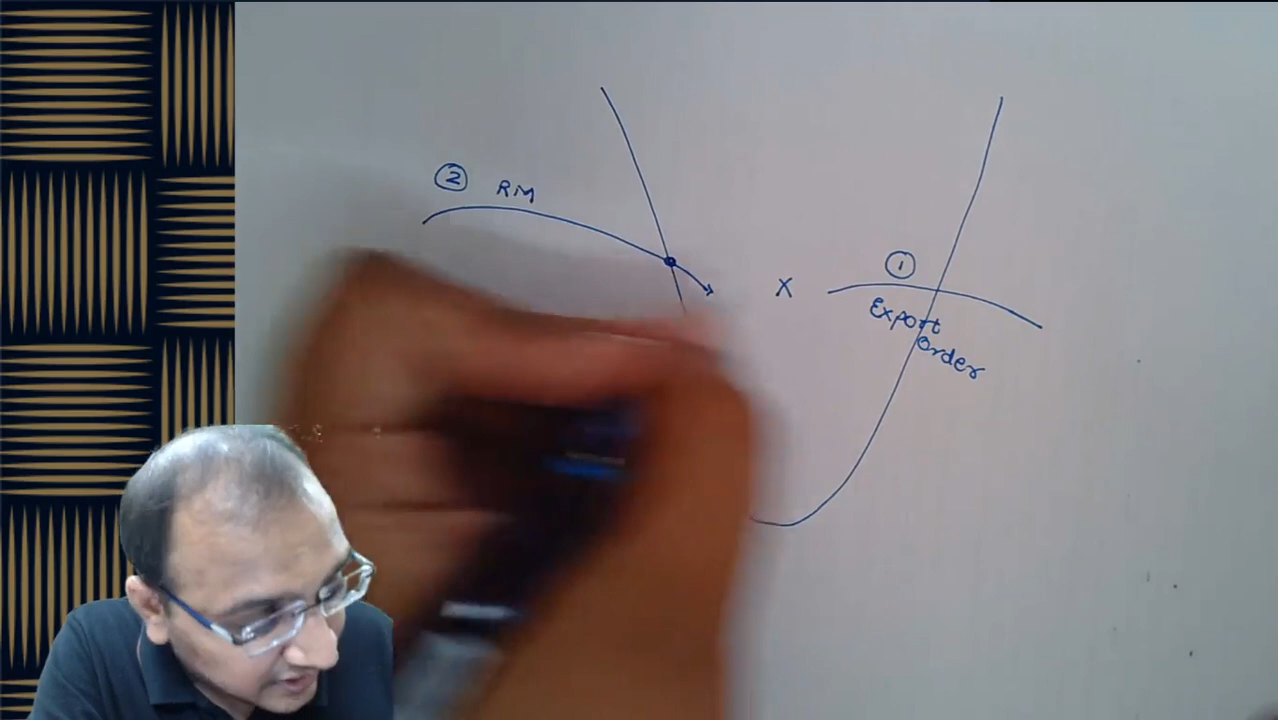 ② RM
X
①
Export
Order